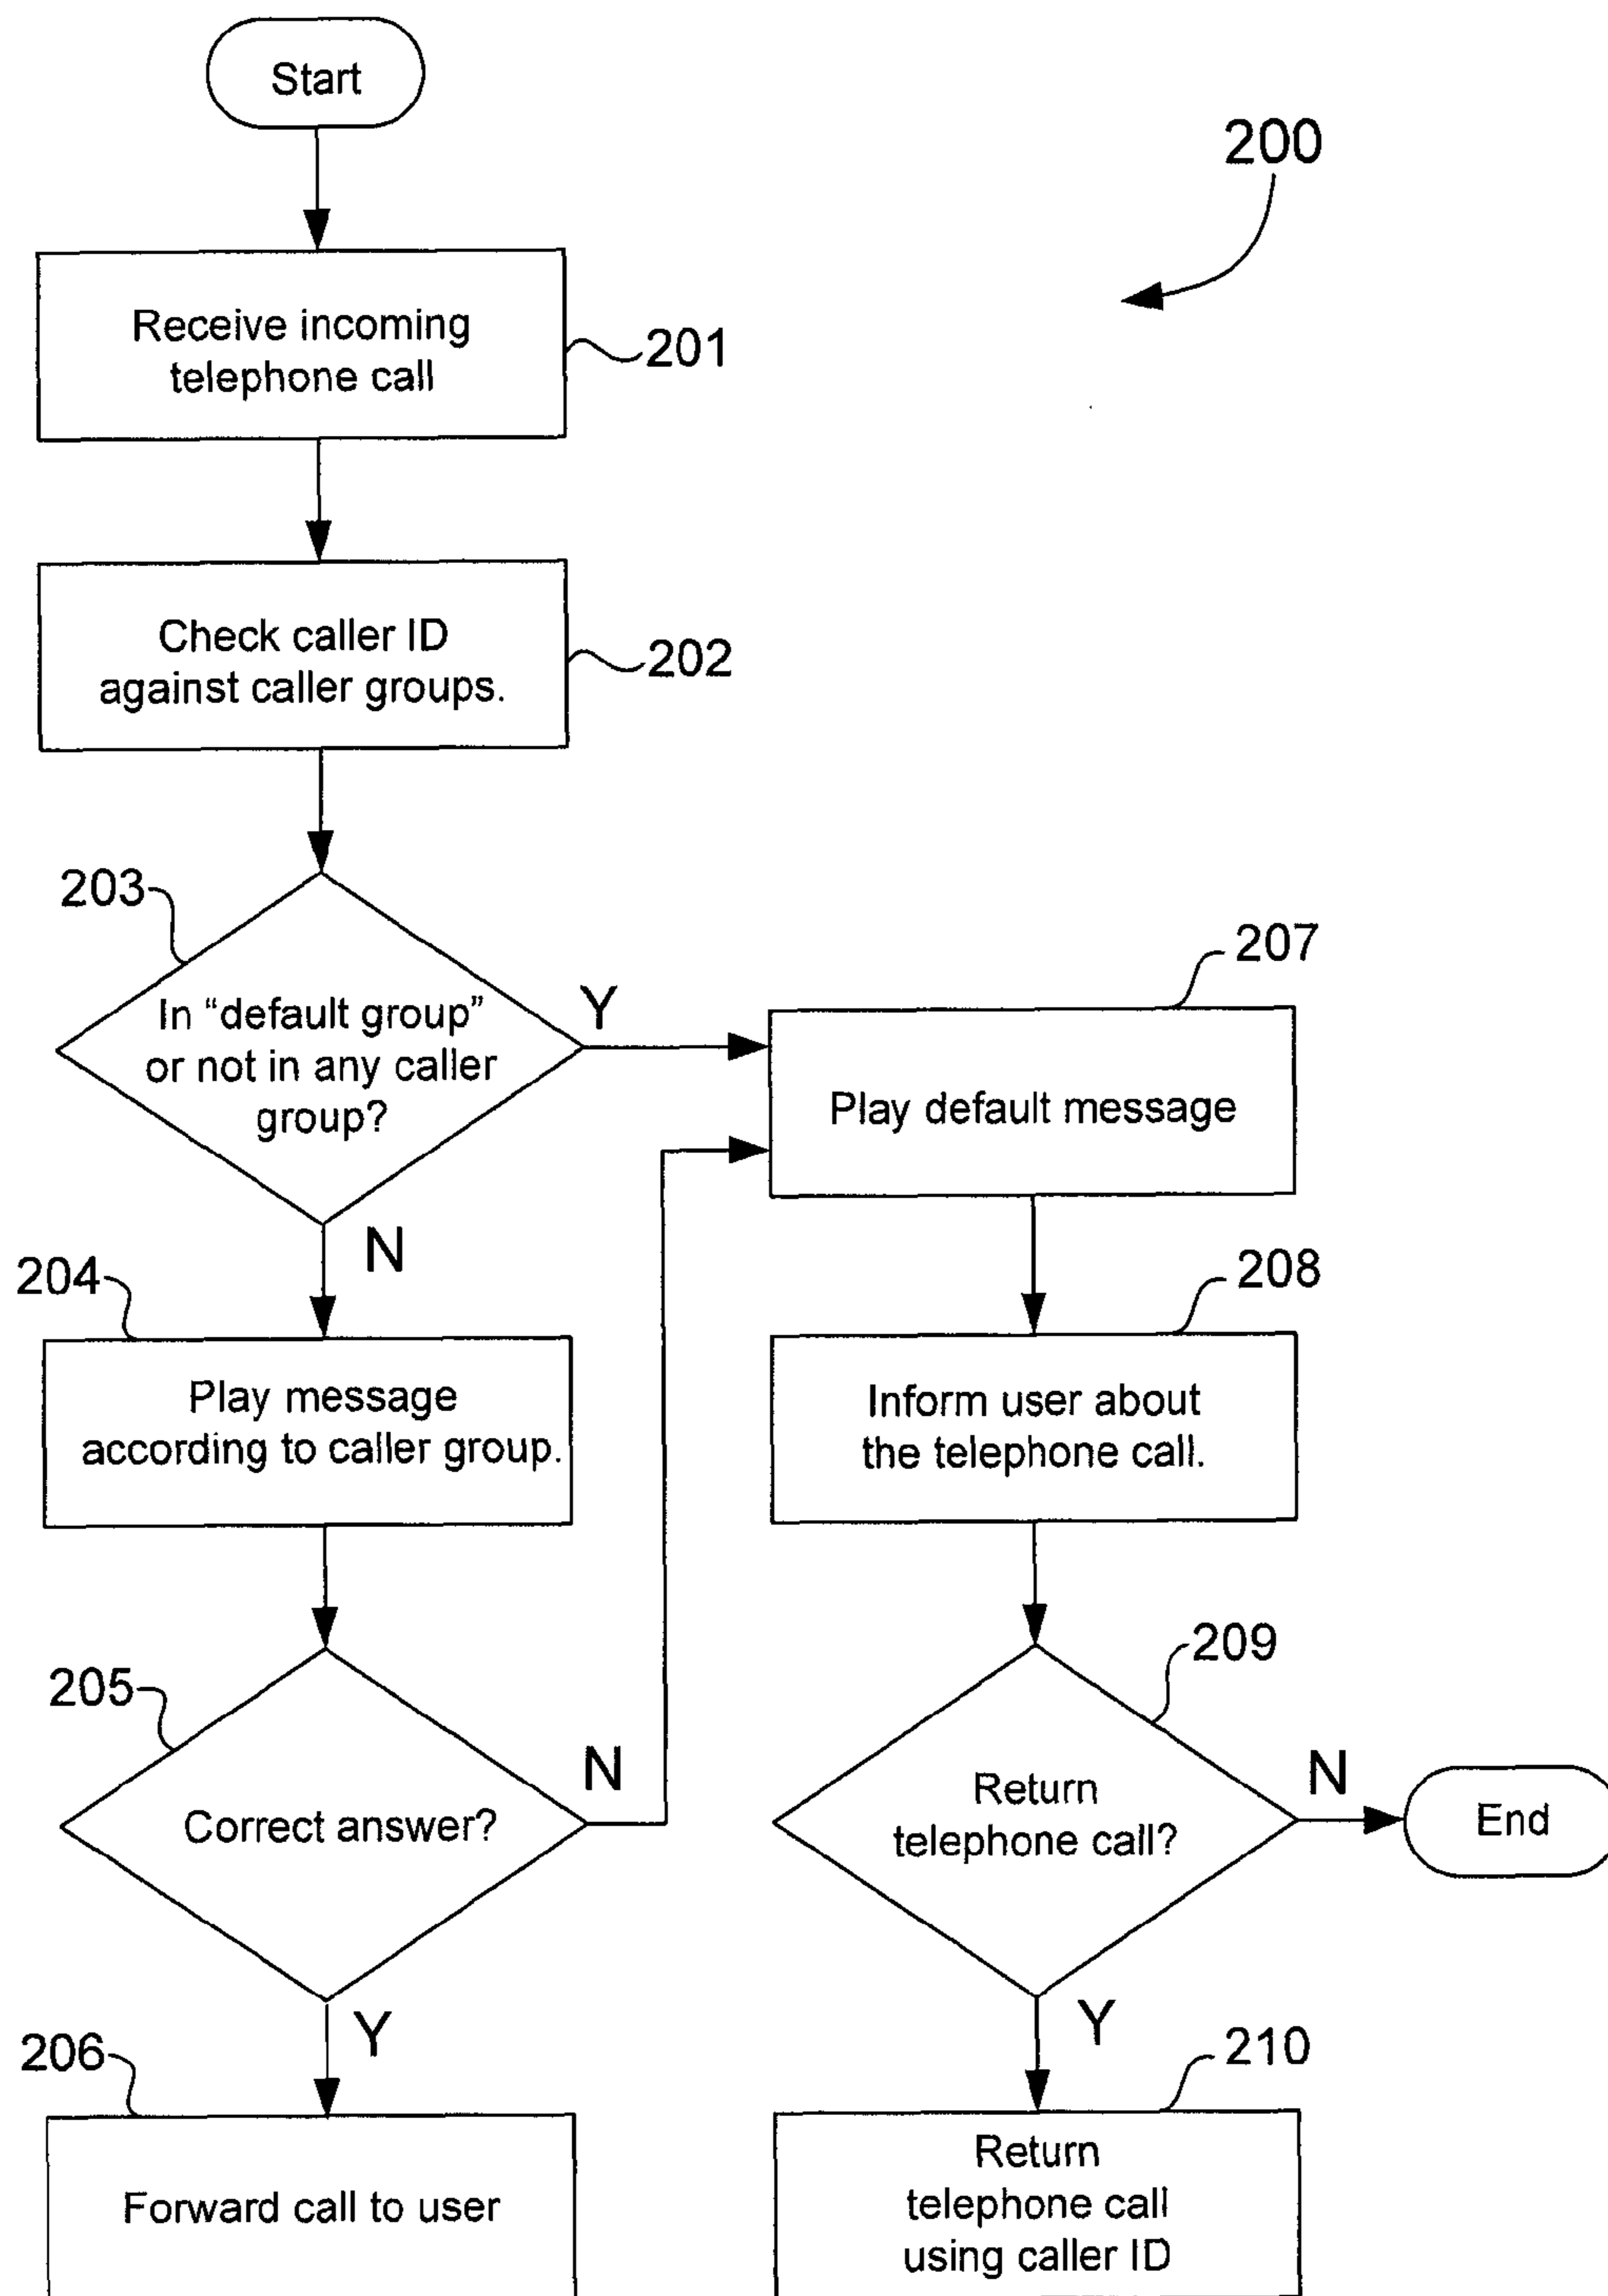 Start
200
Receive incoming
telephone call
201
Check caller ID
against caller groups.
202
203
In “default group”
or not in any caller
group?
Y
N
207
Play default message
204
Play message
according to caller group.
208
Inform user about
the telephone call.
205
Correct answer?
N
Y
209
Return
telephone call?
N
End
Y
206
Forward call to user
210
Return
telephone call
using caller ID